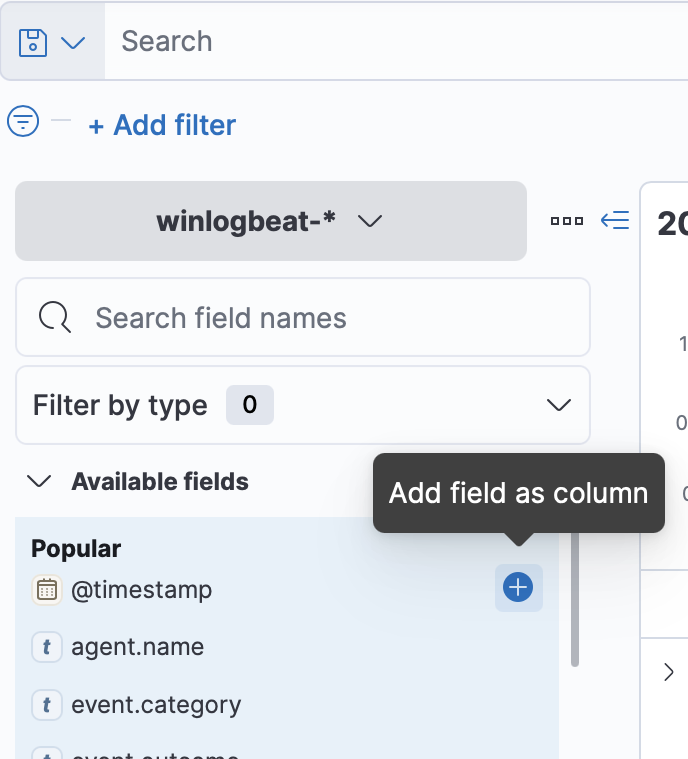 Search
+ Add filter
winlogbeat-*
Search field names
Filter by type 0
Available fields
Add field as column
Popular
@timestamp
t agent.name
t event.category